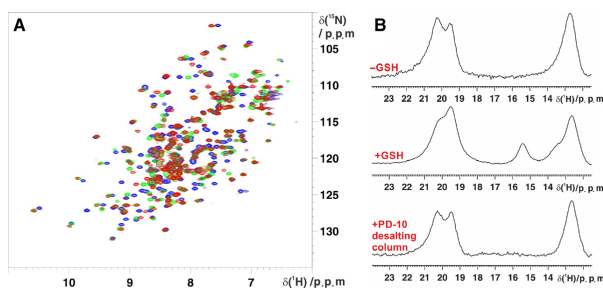 A
δ(¹⁵N)
/ p.p.m
105
110
115
120
125
130
10
9
8
7
δ(¹H) /p.p.m
B
–GSH
23 22 21 20 19 18 17 16 15 14 δ(¹H)/p.p.m
+GSH
23 22 21 20 19 18 17 16 15 14 δ(¹H)/p.p.m
+PD-10
desalting
column
23 22 21 20 19 18 17 16 15 14 δ(¹H)/p.p.m